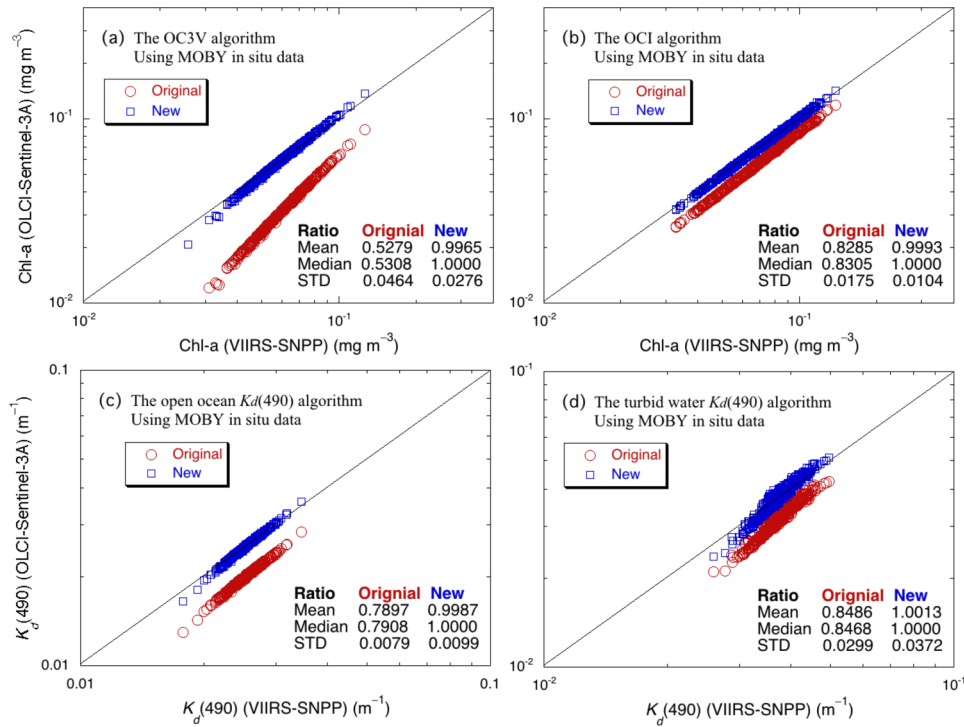 (a) The OC3V algorithm
Using MOBY in situ data
Original
New
Ratio Orignial New
Mean 0.5279 0.9965
Median 0.5308 1.0000
STD 0.0464 0.0276
10⁻¹
10⁻²
10⁻² 10⁻¹
Chl-a (OLCI-Sentinel-3A) (mg m⁻³)
Chl-a (VIIRS-SNPP) (mg m⁻³)
(b) The OCI algorithm
Using MOBY in situ data
Original
New
Ratio Orignial New
Mean 0.8285 0.9993
Median 0.8305 1.0000
STD 0.0175 0.0104
10⁻¹
10⁻²
10⁻² 10⁻¹
Chl-a (VIIRS-SNPP) (mg m⁻³)
(c) The open ocean Kd(490) algorithm
Using MOBY in situ data
Original
New
Ratio Orignial New
Mean 0.7897 0.9987
Median 0.7908 1.0000
STD 0.0079 0.0099
0.1
0.01
0.01 0.1
Kd(490) (OLCI-Sentinel-3A) (m⁻¹)
Kd(490) (VIIRS-SNPP) (m⁻¹)
(d) The turbid water Kd(490) algorithm
Using MOBY in situ data
Original
New
Ratio Orignial New
Mean 0.8486 1.0013
Median 0.8468 1.0000
STD 0.0299 0.0372
10⁻¹
10⁻²
10⁻² 10⁻¹
Kd(490) (VIIRS-SNPP) (m⁻¹)